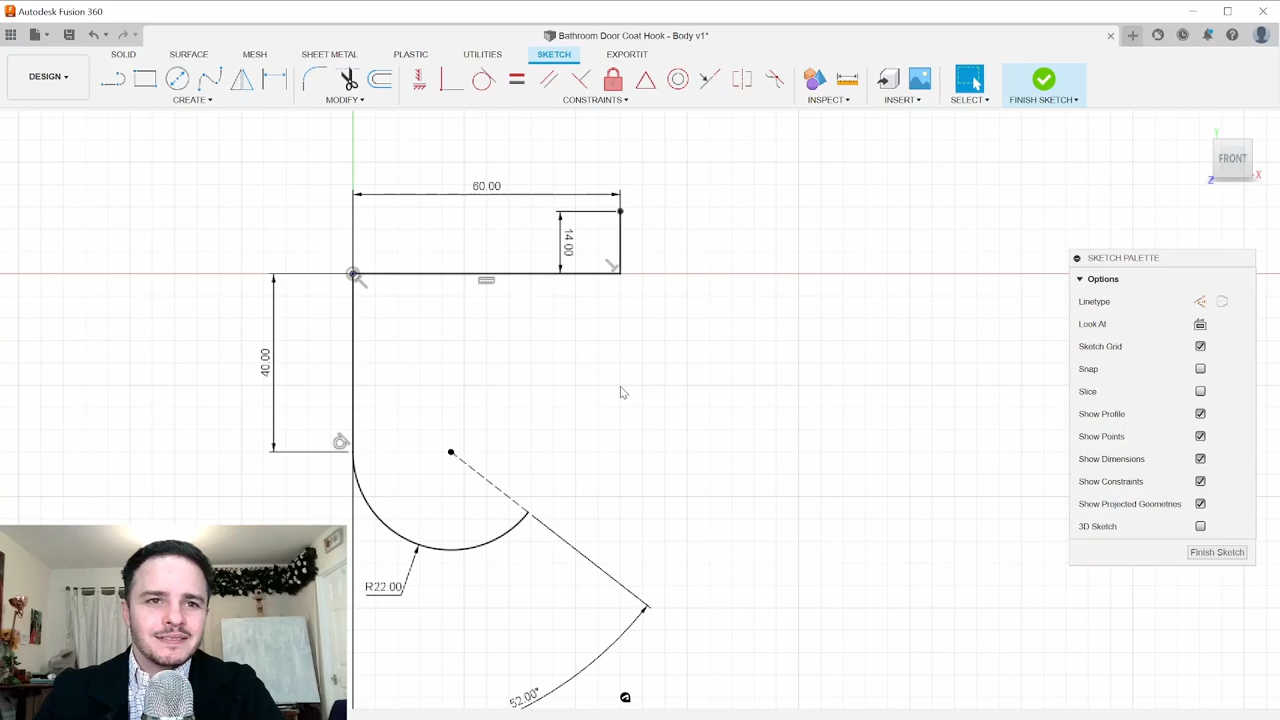 Autodesk Fusion 360
Bathroom Door Coat Hook - Body v1*
SOLID SURFACE MESH SHEET METAL PLASTIC UTILITIES SKETCH EXPORTIT
DESIGN
CREATE MODIFY CONSTRAINTS INSPECT INSERT SELECT FINISH SKETCH
Y
FRONT
X
Z
60.00
14.00
40.00
R22.00
52.00°
SKETCH PALETTE
Options
Linetype
Look At
Sketch Grid
Snap
Slice
Show Profile
Show Points
Show Dimensions
Show Constraints
Show Projected Geometries
3D Sketch
Finish Sketch